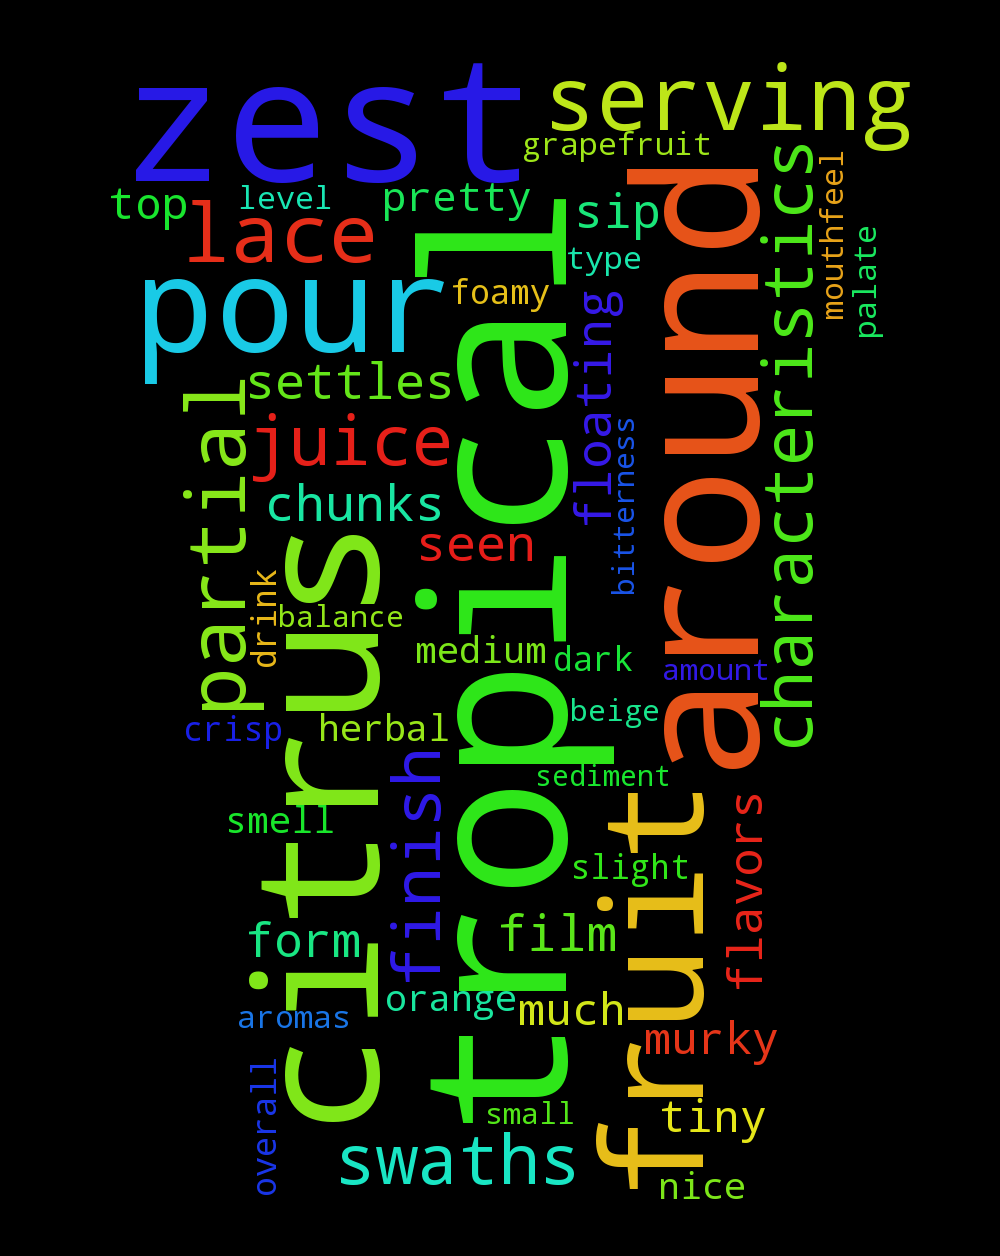 zest
serving
grapefruit
top
level
pretty
sip
lace
type
pour
foamy
tropical
around
characteristics
mouthfeel
palate
floating
settles
partial
juice
bitterness
chunks
seen
citrus
drink
balance
medium
dark
amount
beige
crisp
herbal
finish
sediment
fruit
flavors
smell
slight
form
film
orange
much
aromas
murky
overall
small
tiny
swaths
nice